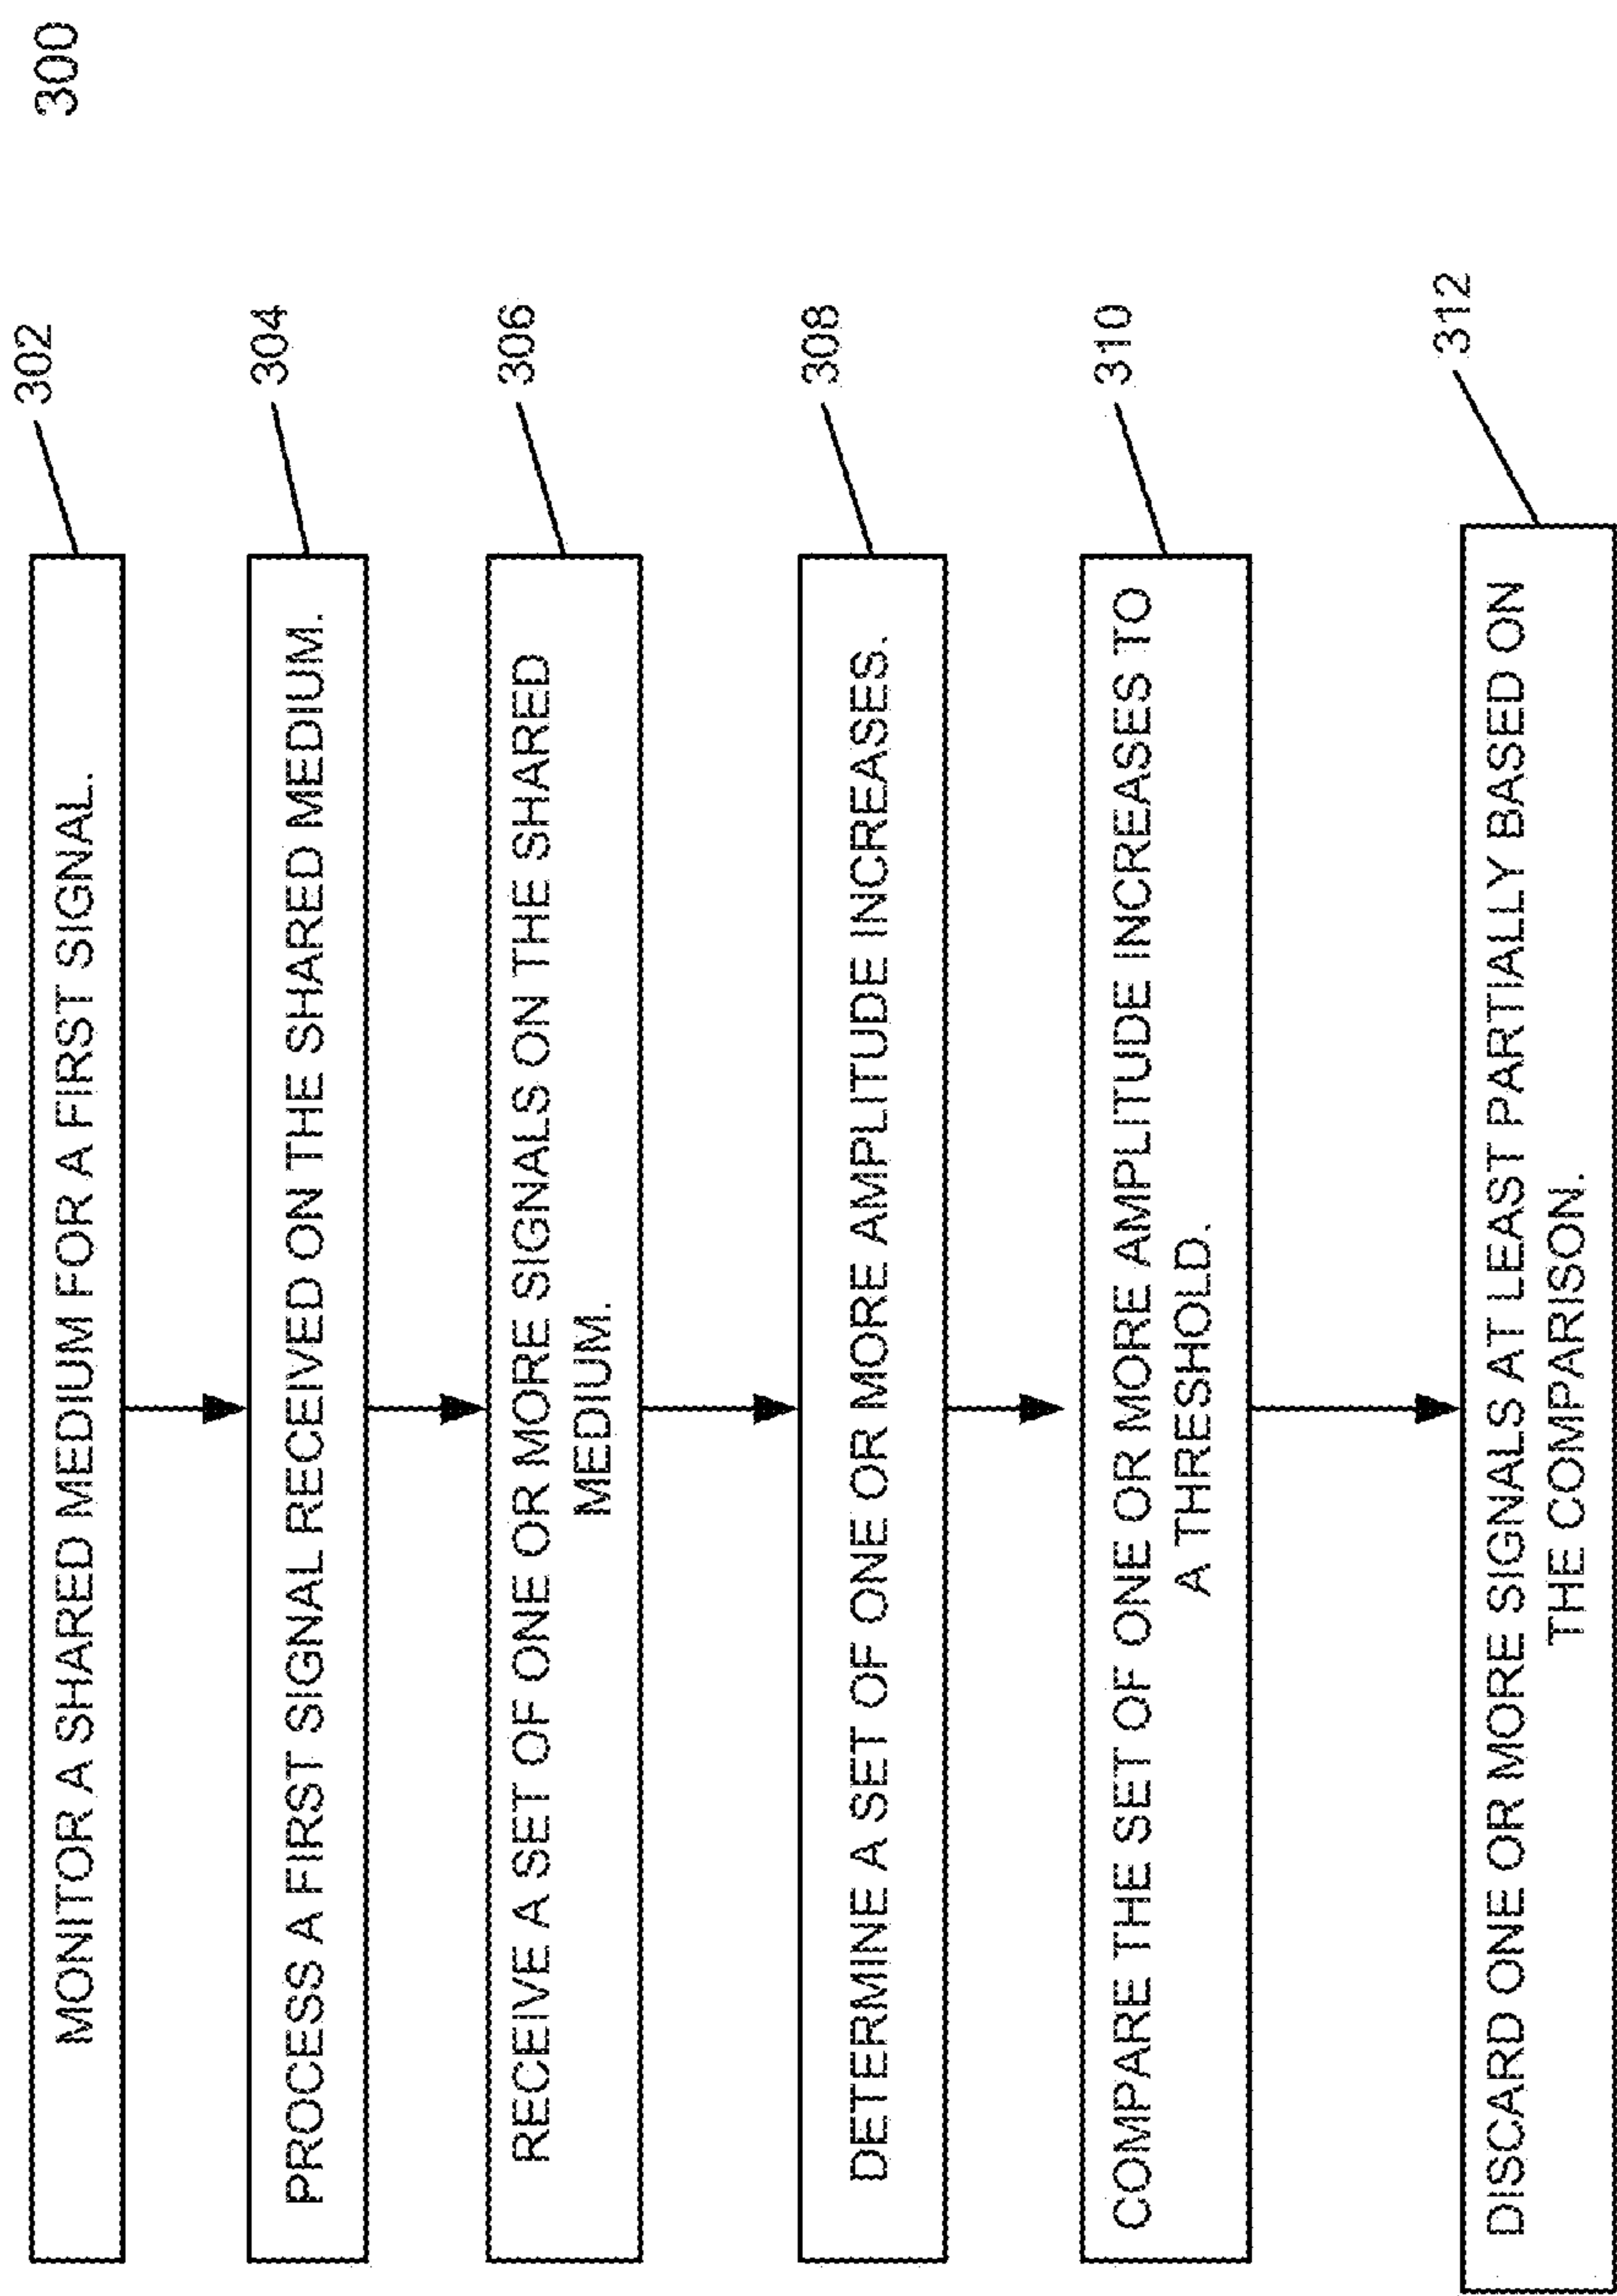 300
302
MONITOR A SHARED MEDIUM FOR A FIRST SIGNAL.
304
PROCESS A FIRST SIGNAL RECEIVED ON THE SHARED MEDIUM.
306
RECEIVE A SET OF ONE OR MORE SIGNALS ON THE SHARED
MEDIUM.
308
DETERMINE A SET OF ONE OR MORE AMPLITUDE INCREASES.
310
COMPARE THE SET OF ONE OR MORE AMPLITUDE INCREASES TO
A THRESHOLD.
312
DISCARD ONE OR MORE SIGNALS AT LEAST PARTIALLY BASED ON
THE COMPARISON.